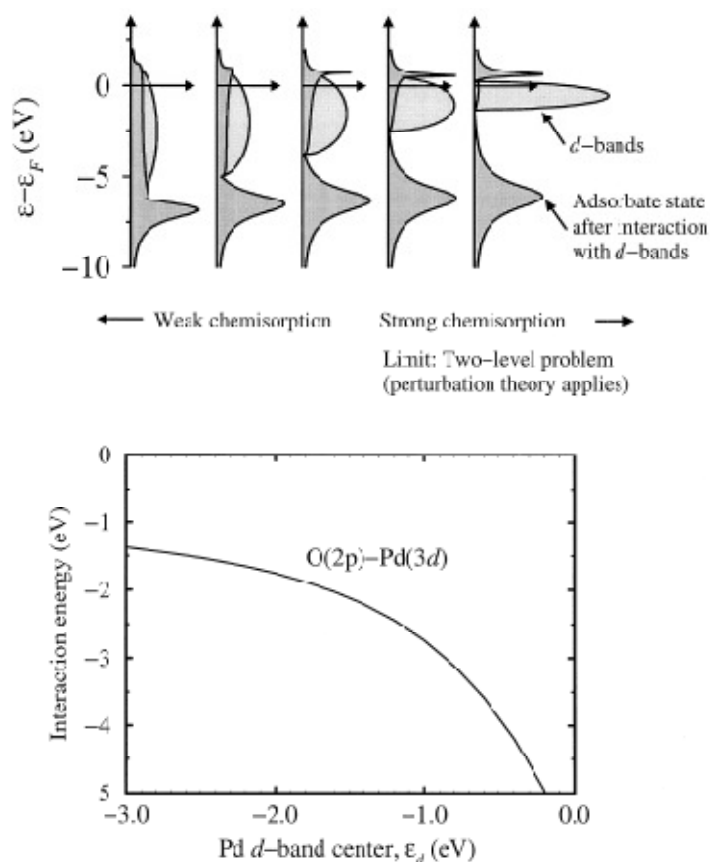 0
−5
−10
ε−εF (eV)
d−bands
Adsorbate state
after interaction
with d−bands
Weak chemisorption
Strong chemisorption
Limit: Two−level problem
(perturbation theory applies)
0
−1
−2
−3
−4
5
Interaction energy (eV)
O(2p)−Pd(3d)
-3.0
-2.0
-1.0
0.0
Pd d−band center, εd (eV)